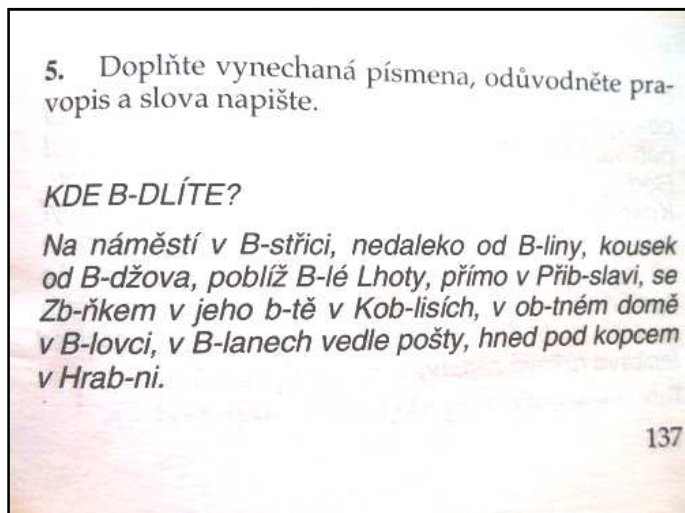 5. Doplňte vynechaná písmena, odůvodněte pra-
vopis a slova napište.
KDE B-DLÍTE?
Na náměstí v B-střici, nedaleko od B-liny, kousek
od B-džova, poblíž B-lé Lhoty, přímo v Přib-slavi, se
Zb-ňkem v jeho b-tě v Kob-lisích, v ob-tném domě
v B-lovci, v B-lanech vedle pošty, hned pod kopcem
v Hrab-ni.
137